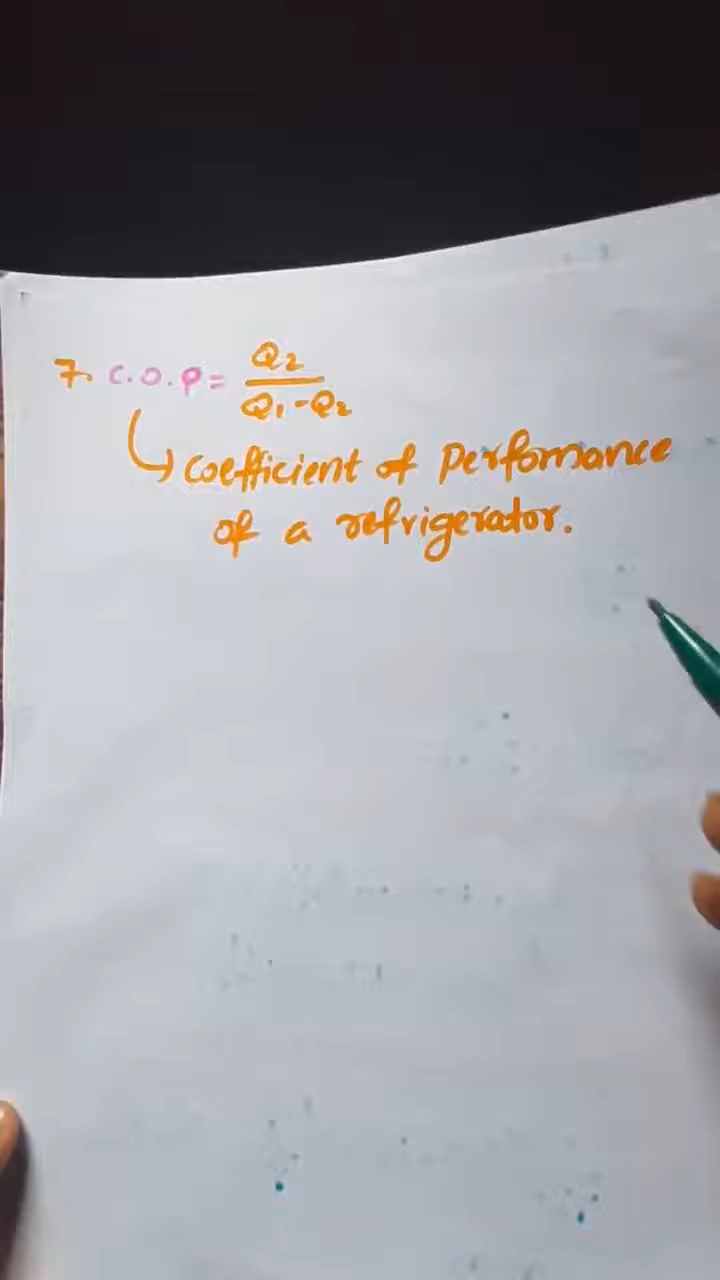 7. C.O.P = Q2 / Q1 - Q2
↳ coefficient of Performance
of a refrigerator.